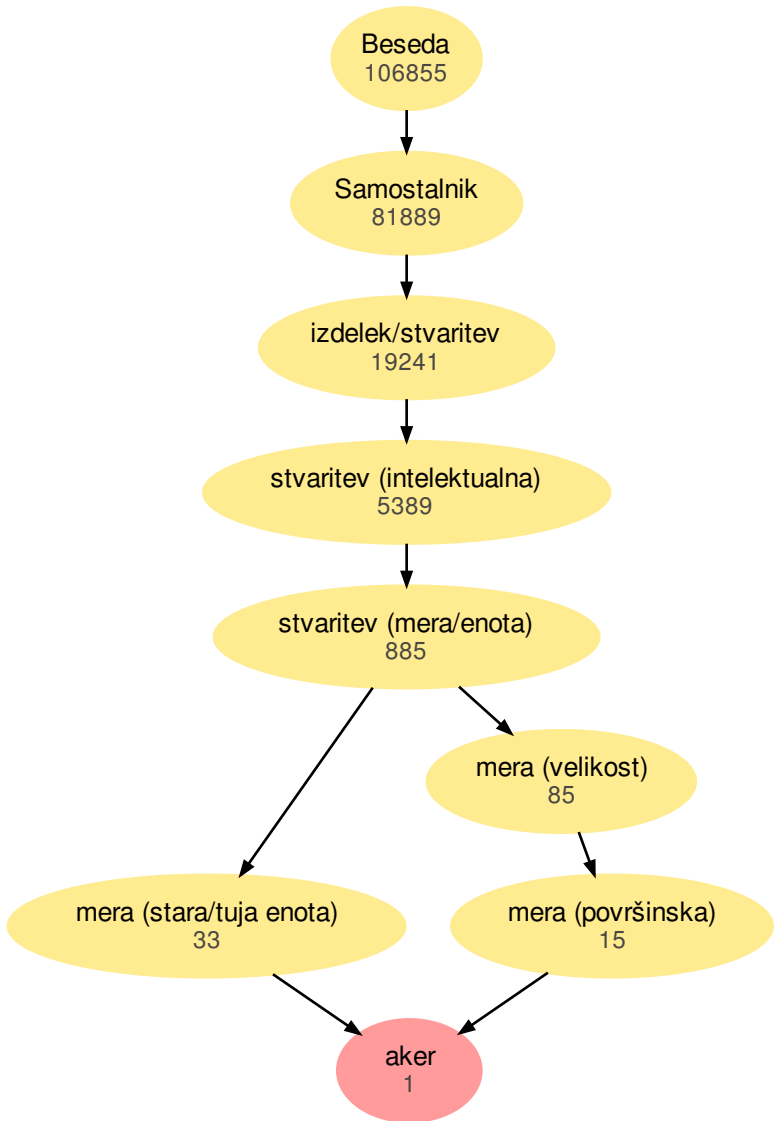 Beseda
106855
Samostalnik
81889
izdelek/stvaritev
19241
stvaritev (intelektualna)
5389
stvaritev (mera/enota)
885
mera (velikost)
85
mera (stara/tuja enota)
33
mera (površinska)
15
aker
1